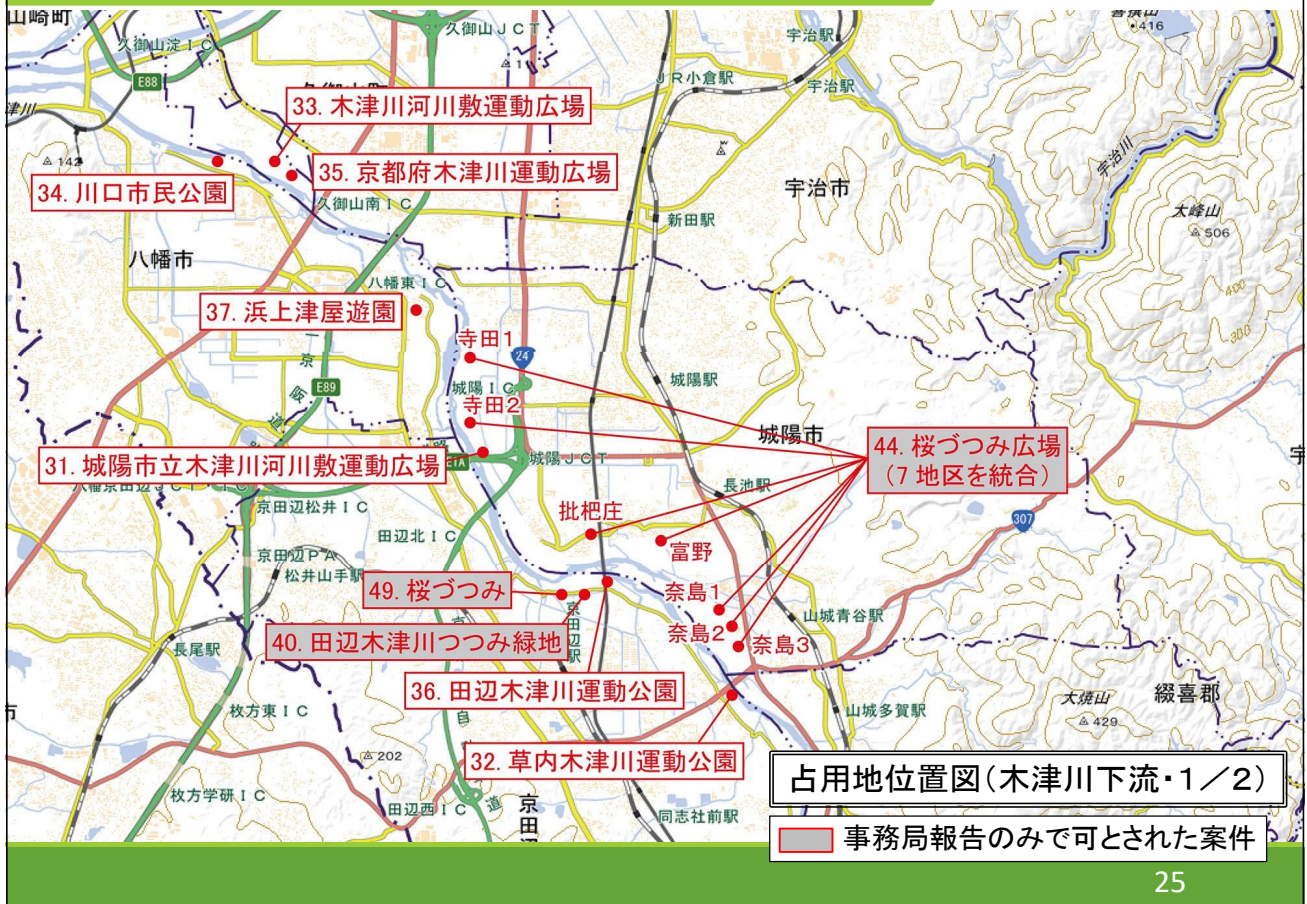 山崎町
久御山淀IC
久御山JCT
宇治駅
416
E88
JR小倉駅
宇治駅
宇治川
33. 木津川河川敷運動広場
津川
142
35. 京都府木津川運動広場
34. 川口市民公園
久御山南IC
宇治市
新田駅
大峰山
506
八幡市
八幡東IC
400
300
37. 浜上津屋遊園
寺田1
24
E89
城陽IC
城陽駅
寺田2
城陽市
44. 桜づつみ広場
(7地区を統合)
31. 城陽市立木津川河川敷運動広場
E1A
城陽JCT
長池駅
京田辺松井IC
批杷庄
富野
307
田辺北IC
京田辺PA
松井山手駅
49. 桜づつみ
奈島1
山城青谷駅
奈島2
奈島3
京田辺駅
40. 田辺木津川つつみ緑地
長尾駅
36. 田辺木津川運動公園
大焼山
429
綴喜郡
枚方東IC
山城多賀駅
202
32. 草内木津川運動公園
占用地位置図(木津川下流・1/2)
枚方学研IC
田辺西IC
同志社前駅
事務局報告のみで可とされた案件
25